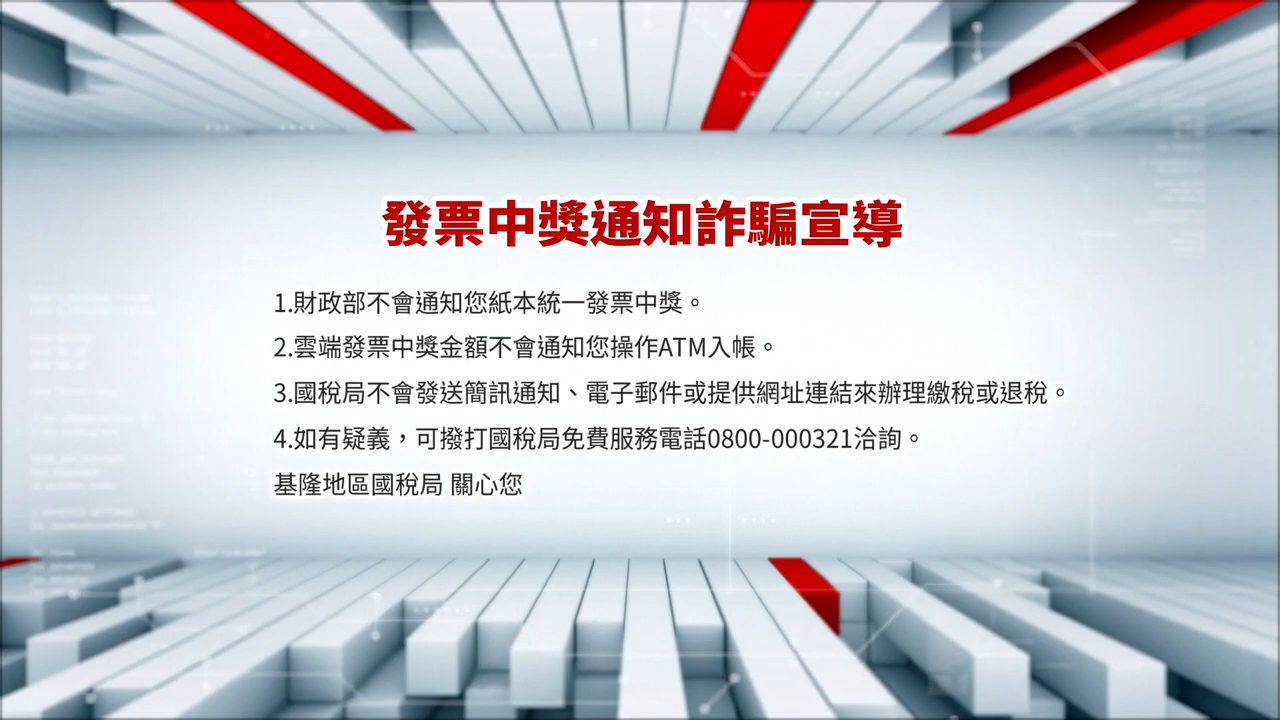 發票中獎通知詐騙宣導
1.財政部不會通知您紙本統一發票中獎。
2.雲端發票中獎金額不會通知您操作ATM入帳。
3.國稅局不會發送簡訊通知、電子郵件或提供網址連結來辦理繳稅或退稅。
4.如有疑義，可撥打國稅局免費服務電話0800-000321洽詢。
基隆地區國稅局 關心您